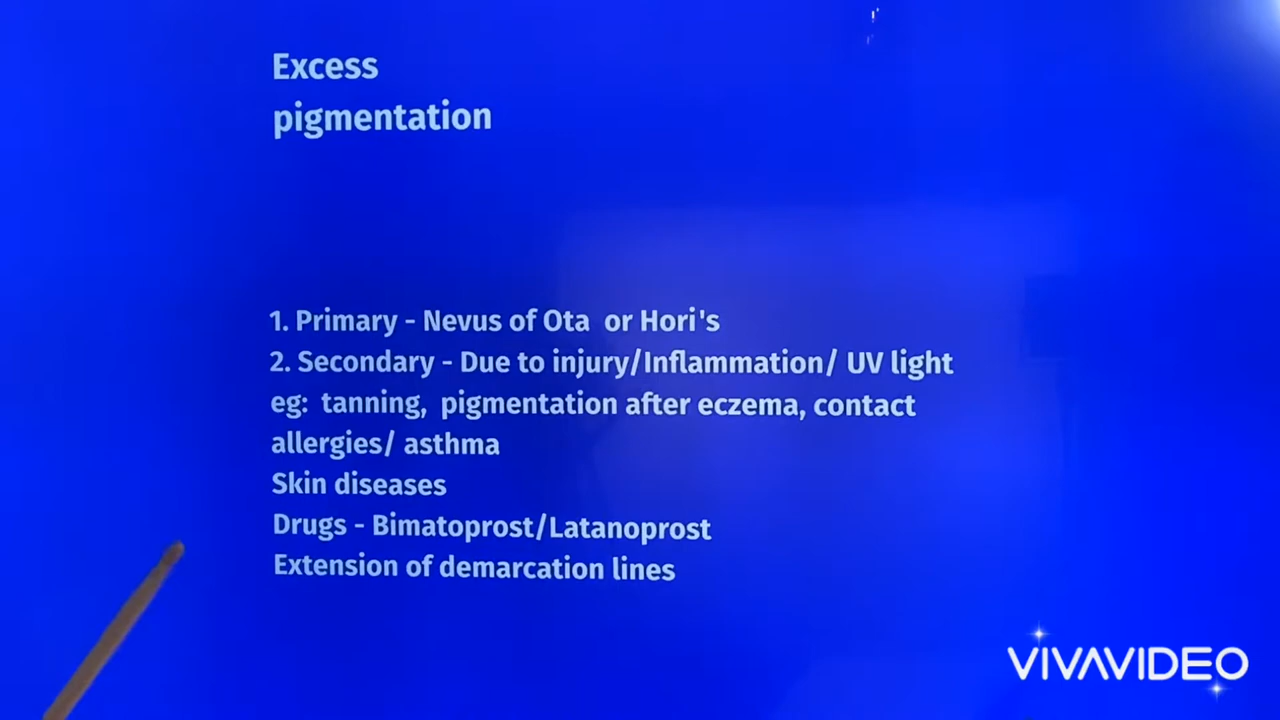 Excess
pigmentation
1. Primary - Nevus of Ota or Hori's
2. Secondary - Due to injury/Inflammation/ UV light
eg: tanning, pigmentation after eczema, contact
allergies/ asthma
Skin diseases
Drugs - Bimatoprost/Latanoprost
Extension of demarcation lines
VIVAVIDEO